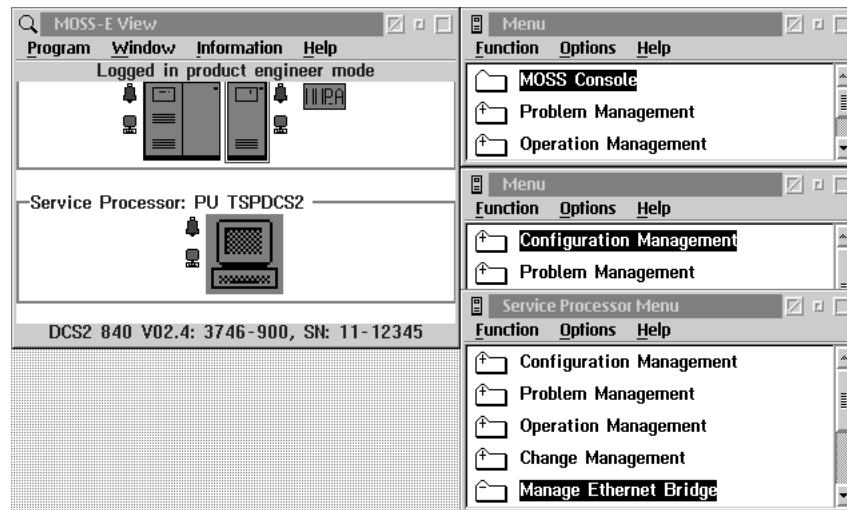 MOSS-E View
Program Window Information Help
Logged in product engineer mode
Service Processor: PU TSPDCS2
DCS2 840 V02.4: 3746-900, SN: 11-12345
Menu
Function Options Help
MOSS Console
Problem Management
Operation Management
Menu
Function Options Help
Configuration Management
Problem Management
Service Processor Menu
Function Options Help
Configuration Management
Problem Management
Operation Management
Change Management
Manage Ethernet Bridge